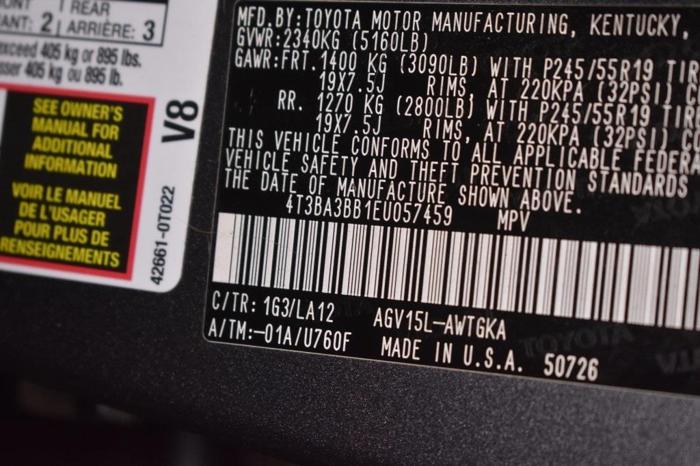 REAR
ANT: 2 ARRIÈRE: 3
exceed 405 kg or 895 lbs.
ser 405 kg ou 895 lb.
SEE OWNER'S
MANUAL FOR
ADDITIONAL
INFORMATION
VOIR LE MANUEL
DE L'USAGER
POUR PLUS DE
RENSEIGNEMENTS
V8
42661-0T022
MFD.BY:TOYOTA MOTOR MANUFACTURING, KENTUCKY,
GVWR:2340KG (5160LB)
GAWR:FRT.1400 KG (3090LB) WITH P245/55R19 TIR
19X7.5J RIMS, AT 220KPA (32PSI)
RR. 1270 KG (2800LB) WITH P245/55R19 TIR
19X7.5J RIMS, AT 220KPA (32PSI) CO
THIS VEHICLE CONFORMS TO ALL APPLICABLE FEDERA
VEHICLE SAFETY AND THEFT PREVENTION STANDARDS
THE DATE OF MANUFACTURE SHOWN ABOVE.
4T3BA3BB1EU057459 MPV
C/TR: 1G3/LA12 AGV15L-AWTGKA
A/TM:-01A/U760F MADE IN U.S.A. 50726
TOYOTA